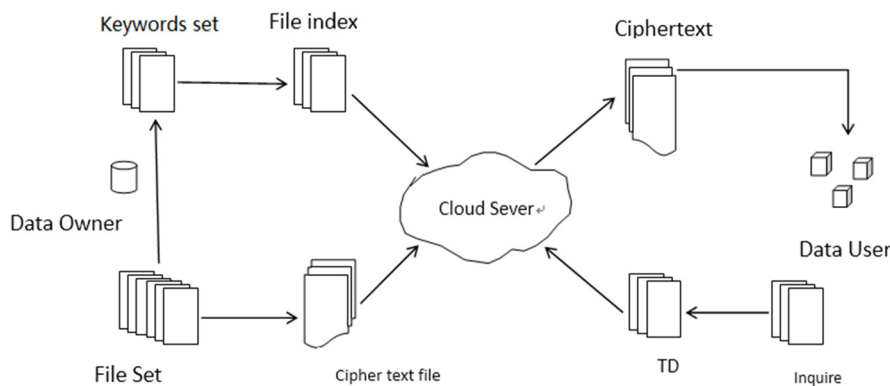 Keywords set
File index
Ciphertext
Data Owner
Cloud Sever↵
Data User
File Set
Cipher text file
TD
Inquire